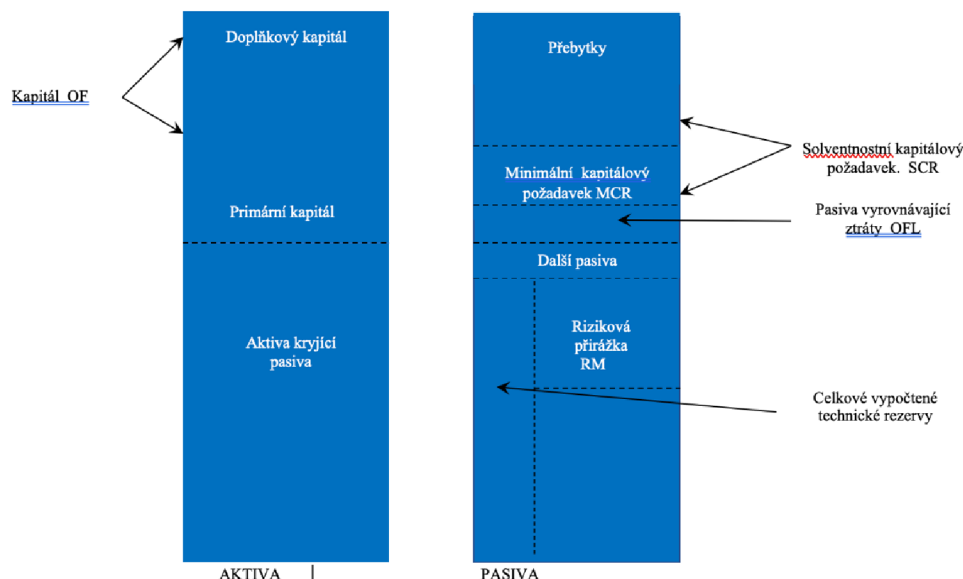 Doplňkový kapitál
Kapitál OF
Primární kapitál
Aktiva kryjící
pasiva
AKTIVA
Přebytky
Minimální kapitálový
požadavek MCR
Další pasiva
Riziková
přirážka
RM
PASIVA
Solventnostní kapitálový
požadavek. SCR
Pasiva vyrovnávající
ztráty OFL
Celkové vypočtené
technické rezervy